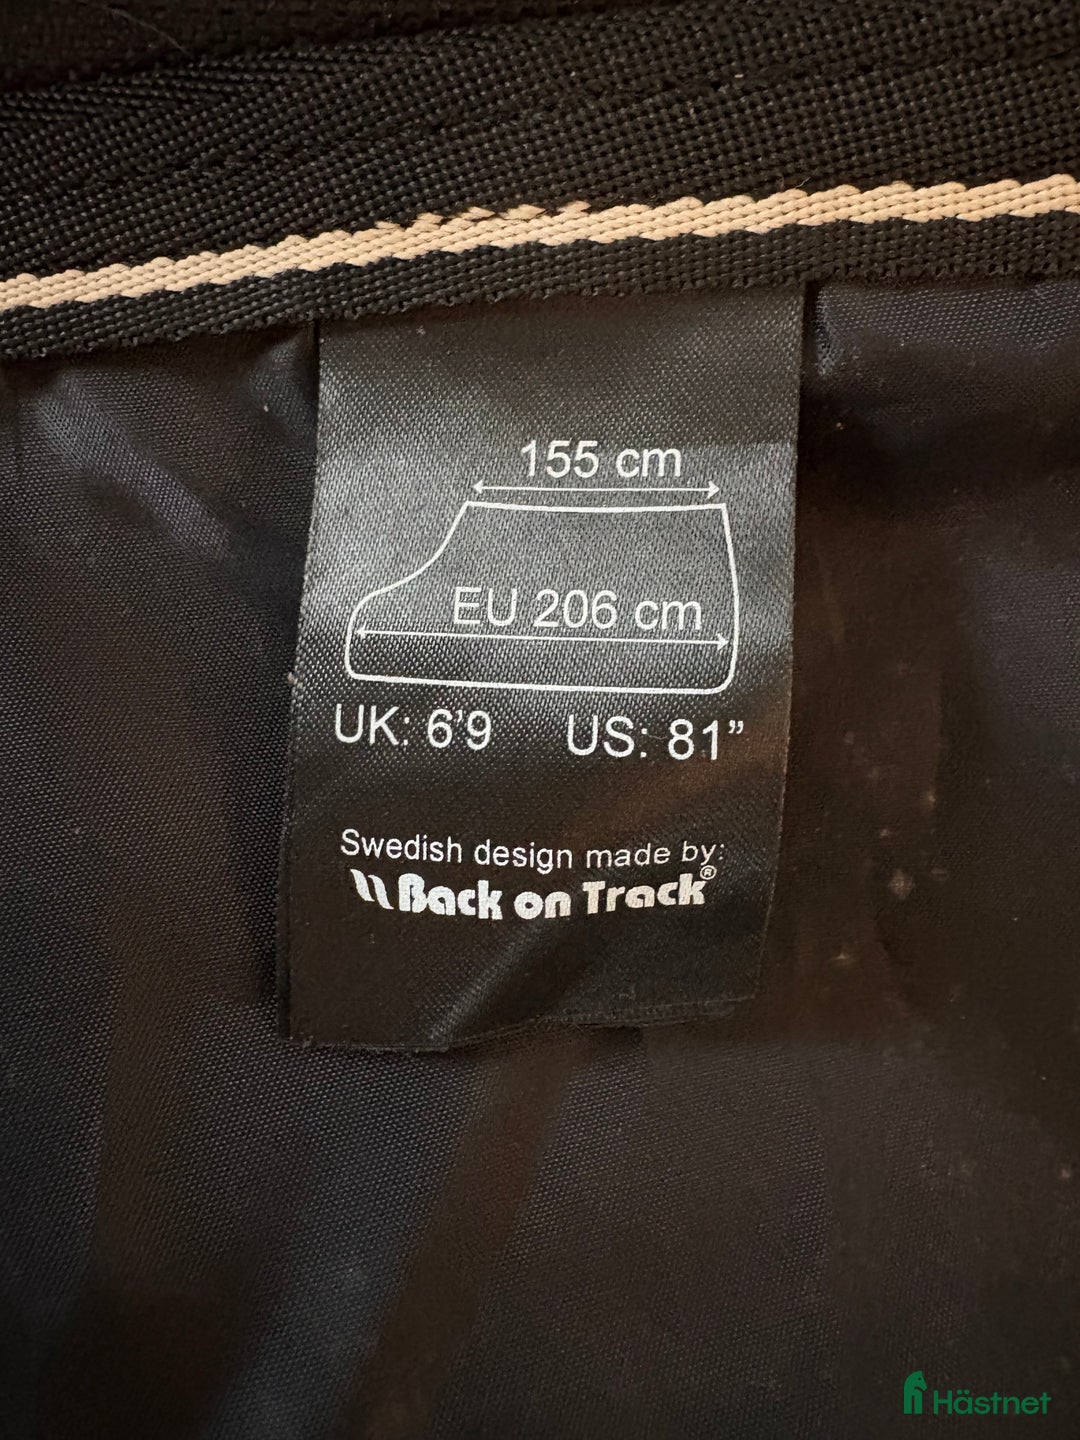 155 cm
EU 206 cm
UK: 6'9 US: 81”
Swedish design made by:
Back on Track®
Hästnet